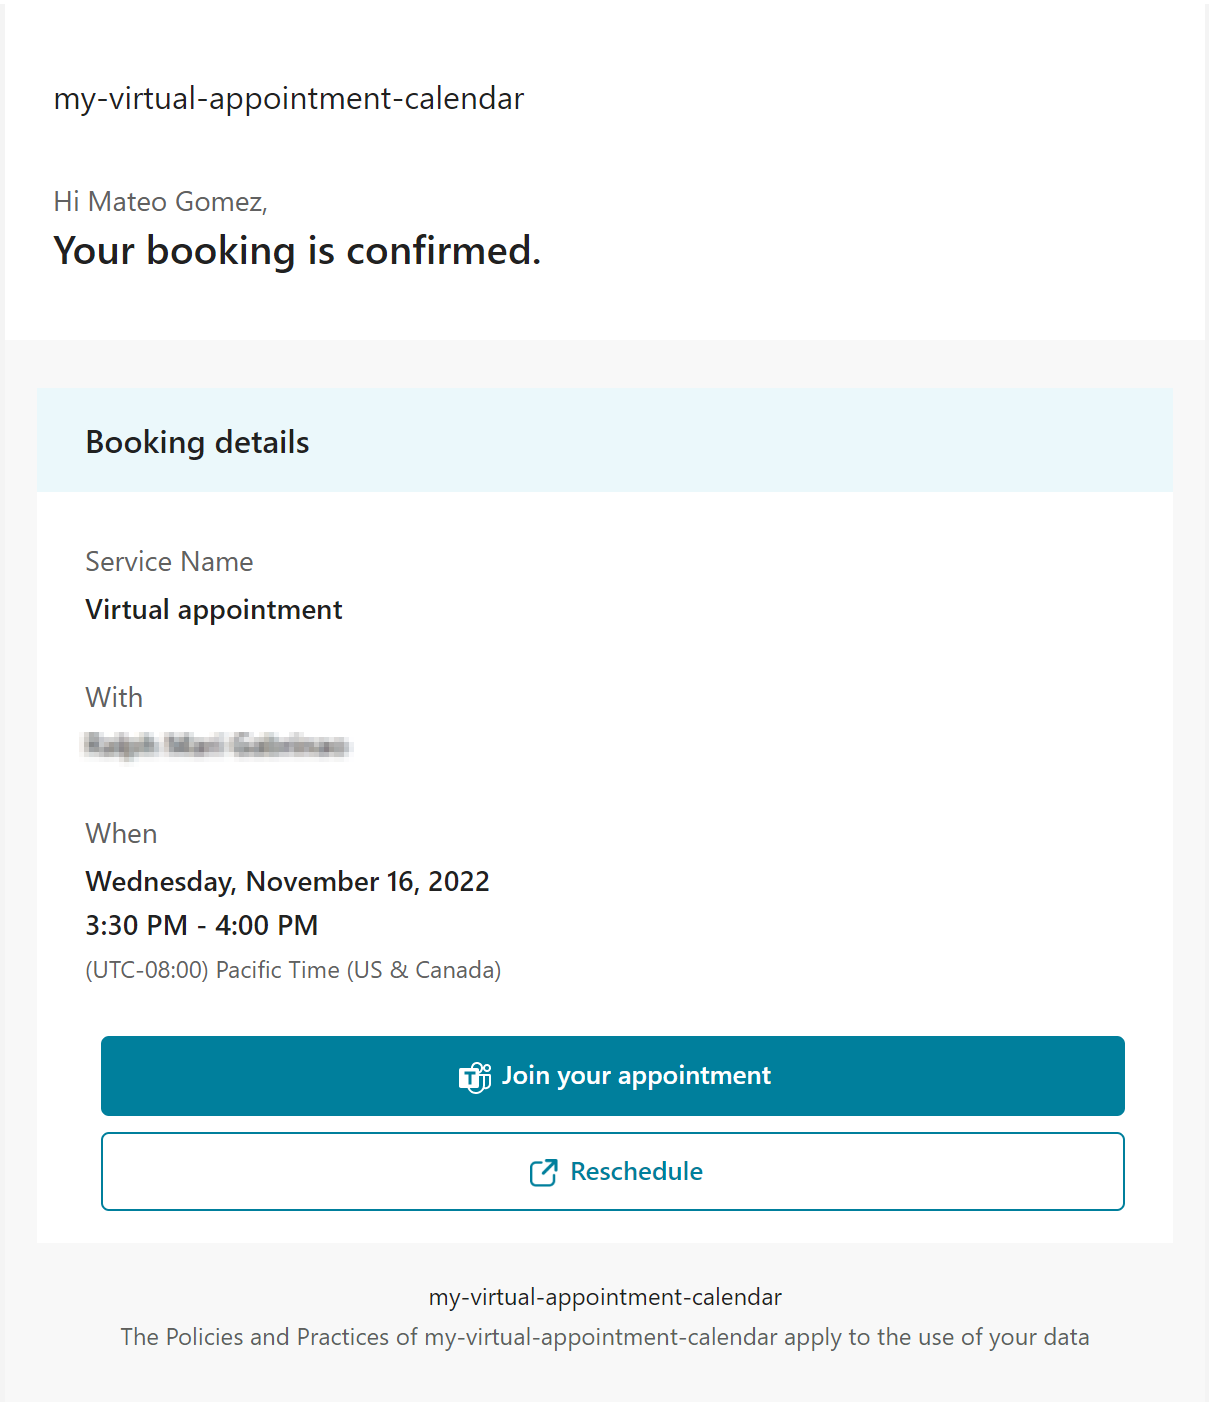 my-virtual-appointment-calendar
Hi Mateo Gomez,
Your booking is confirmed.
Booking details
Service Name
Virtual appointment
With
When
Wednesday, November 16, 2022
3:30 PM - 4:00 PM
(UTC-08:00) Pacific Time (US & Canada)
Join your appointment
Reschedule
my-virtual-appointment-calendar
The Policies and Practices of my-virtual-appointment-calendar apply to the use of your data